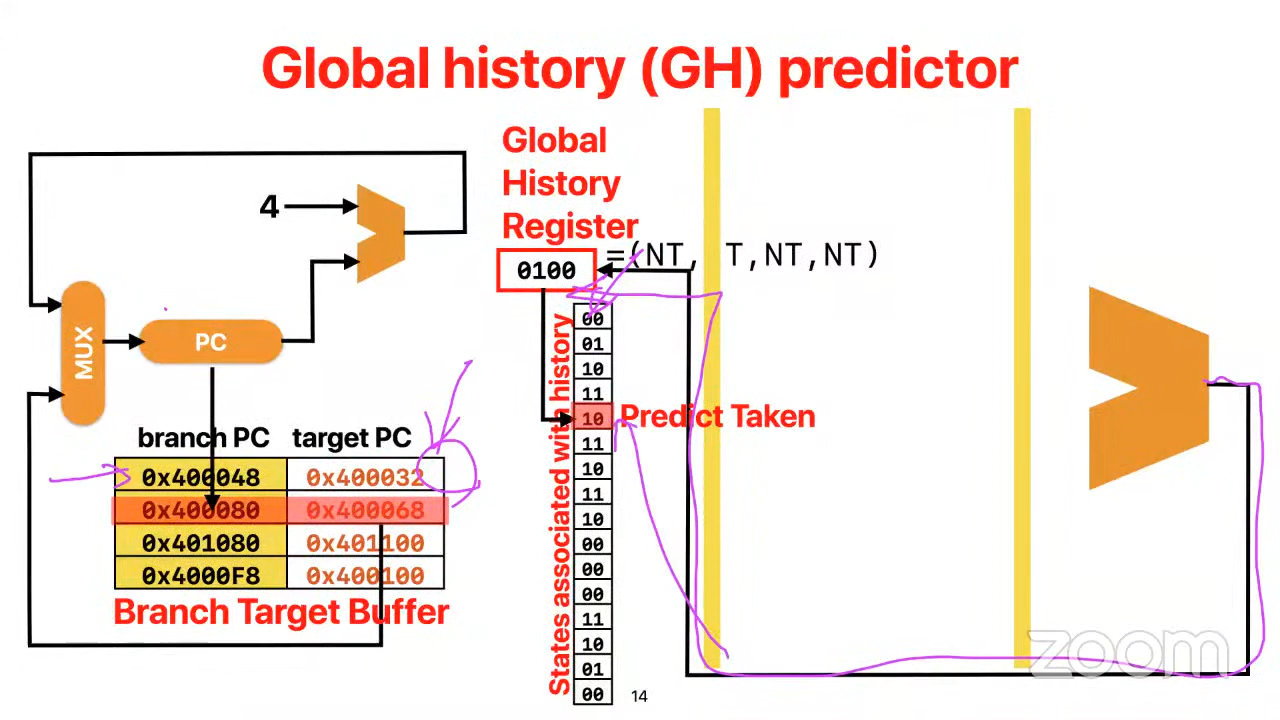 Global history (GH) predictor
Global
History
Register
0100
=(NT, T,NT,NT)
4
MUX
PC
branch PC target PC
0x400048 0x400032
0x400080 0x400068
0x401080 0x401100
0x4000F8 0x400100
Branch Target Buffer
States associated with history
00
01
10
11
10 Predict Taken
11
10
11
10
00
00
00
11
10
01
00
14
zoom